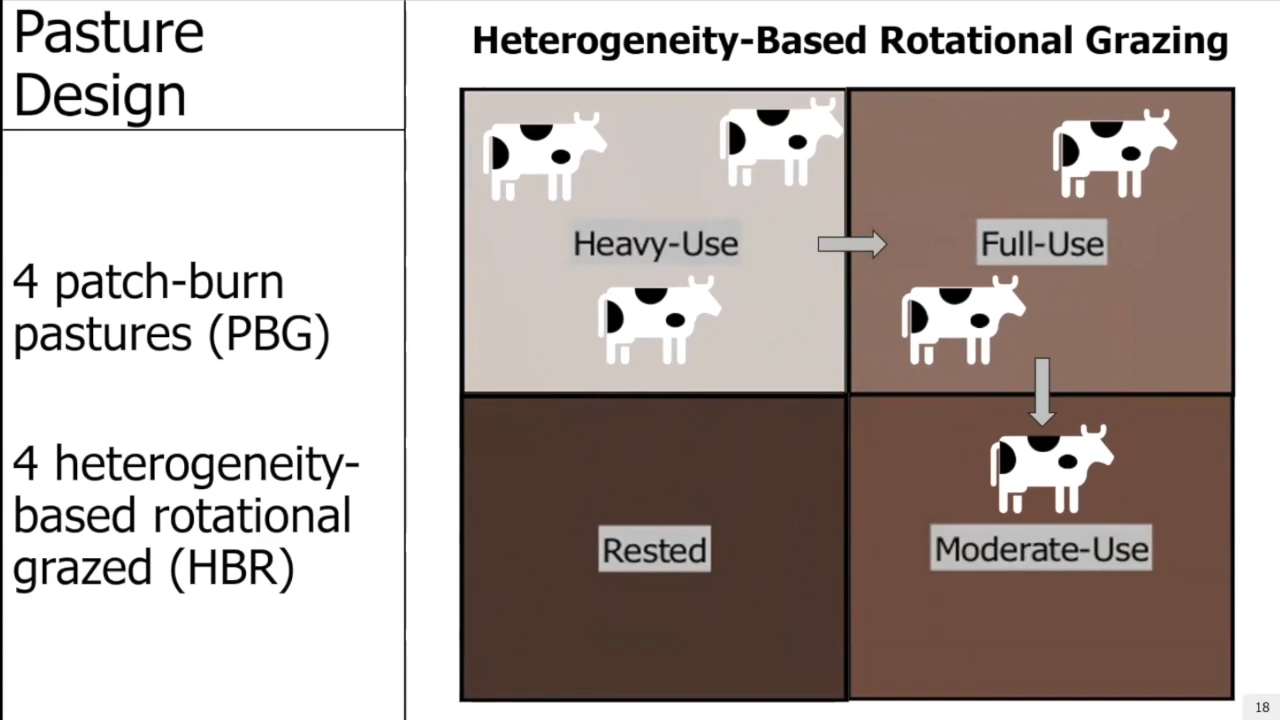 Pasture
Design
4 patch-burn
pastures (PBG)
4 heterogeneity-
based rotational
grazed (HBR)
Heterogeneity-Based Rotational Grazing
Heavy-Use
Full-Use
Rested
Moderate-Use
18